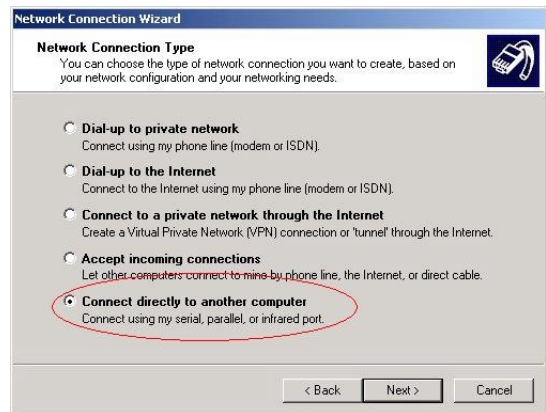 Network Connection Wizard
Network Connection Type
You can choose the type of network connection you want to create, based on
your network configuration and your networking needs.
Dial-up to private network
Connect using my phone line (modem or ISDN).
Dial-up to the Internet
Connect to the Internet using my phone line (modem or ISDN).
Connect to a private network through the Internet
Create a Virtual Private Network (VPN) connection or 'tunnel' through the Internet.
Accept incoming connections
Let other computers connect to mine by phone line, the Internet, or direct cable.
Connect directly to another computer
Connect using my serial, parallel, or infrared port.
< Back Next > Cancel